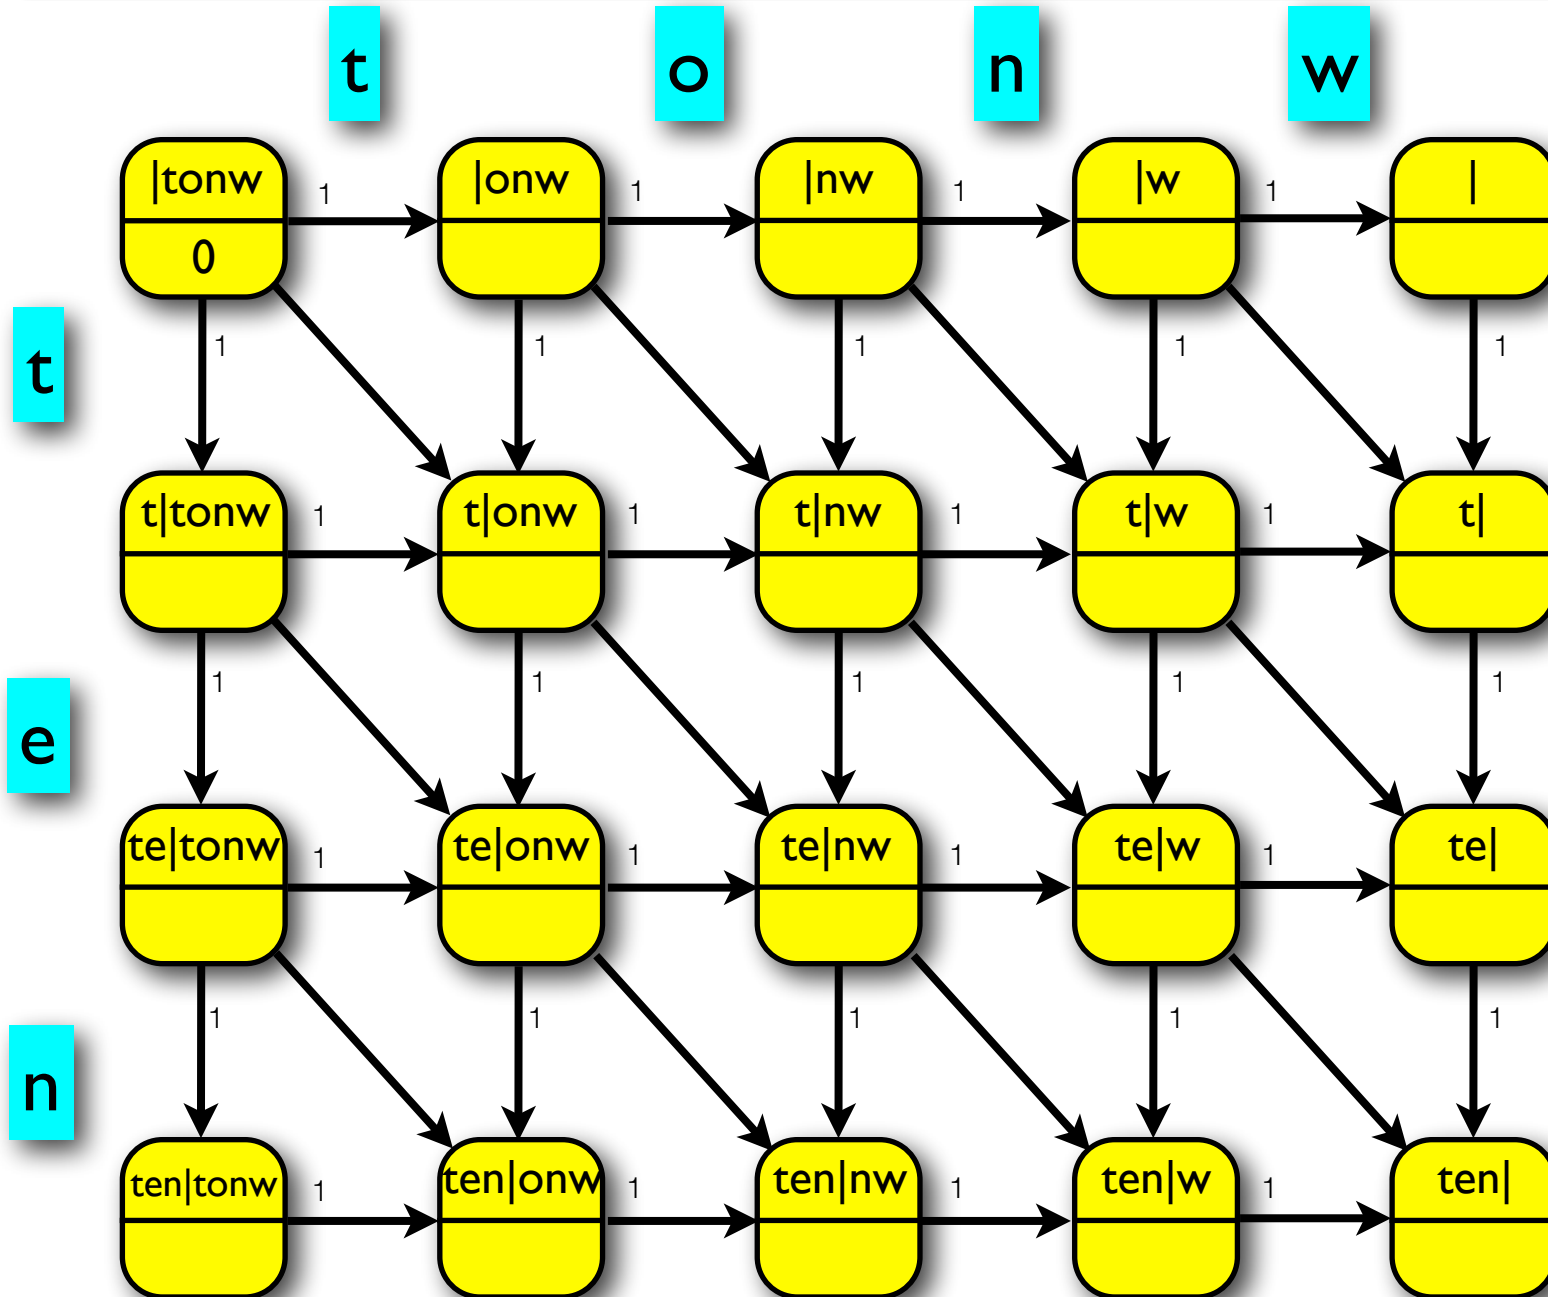 t o n w
|tonw 1 |onw 1 |nw 1 |w 1 |
0
t 1 1 1 1 1
t|tonw 1 t|onw 1 t|nw 1 t|w 1 t|
e 1 1 1 1 1
te|tonw 1 te|onw 1 te|nw 1 te|w 1 te|
n 1 1 1 1 1
ten|tonw 1 ten|onw 1 ten|nw 1 ten|w 1 ten|